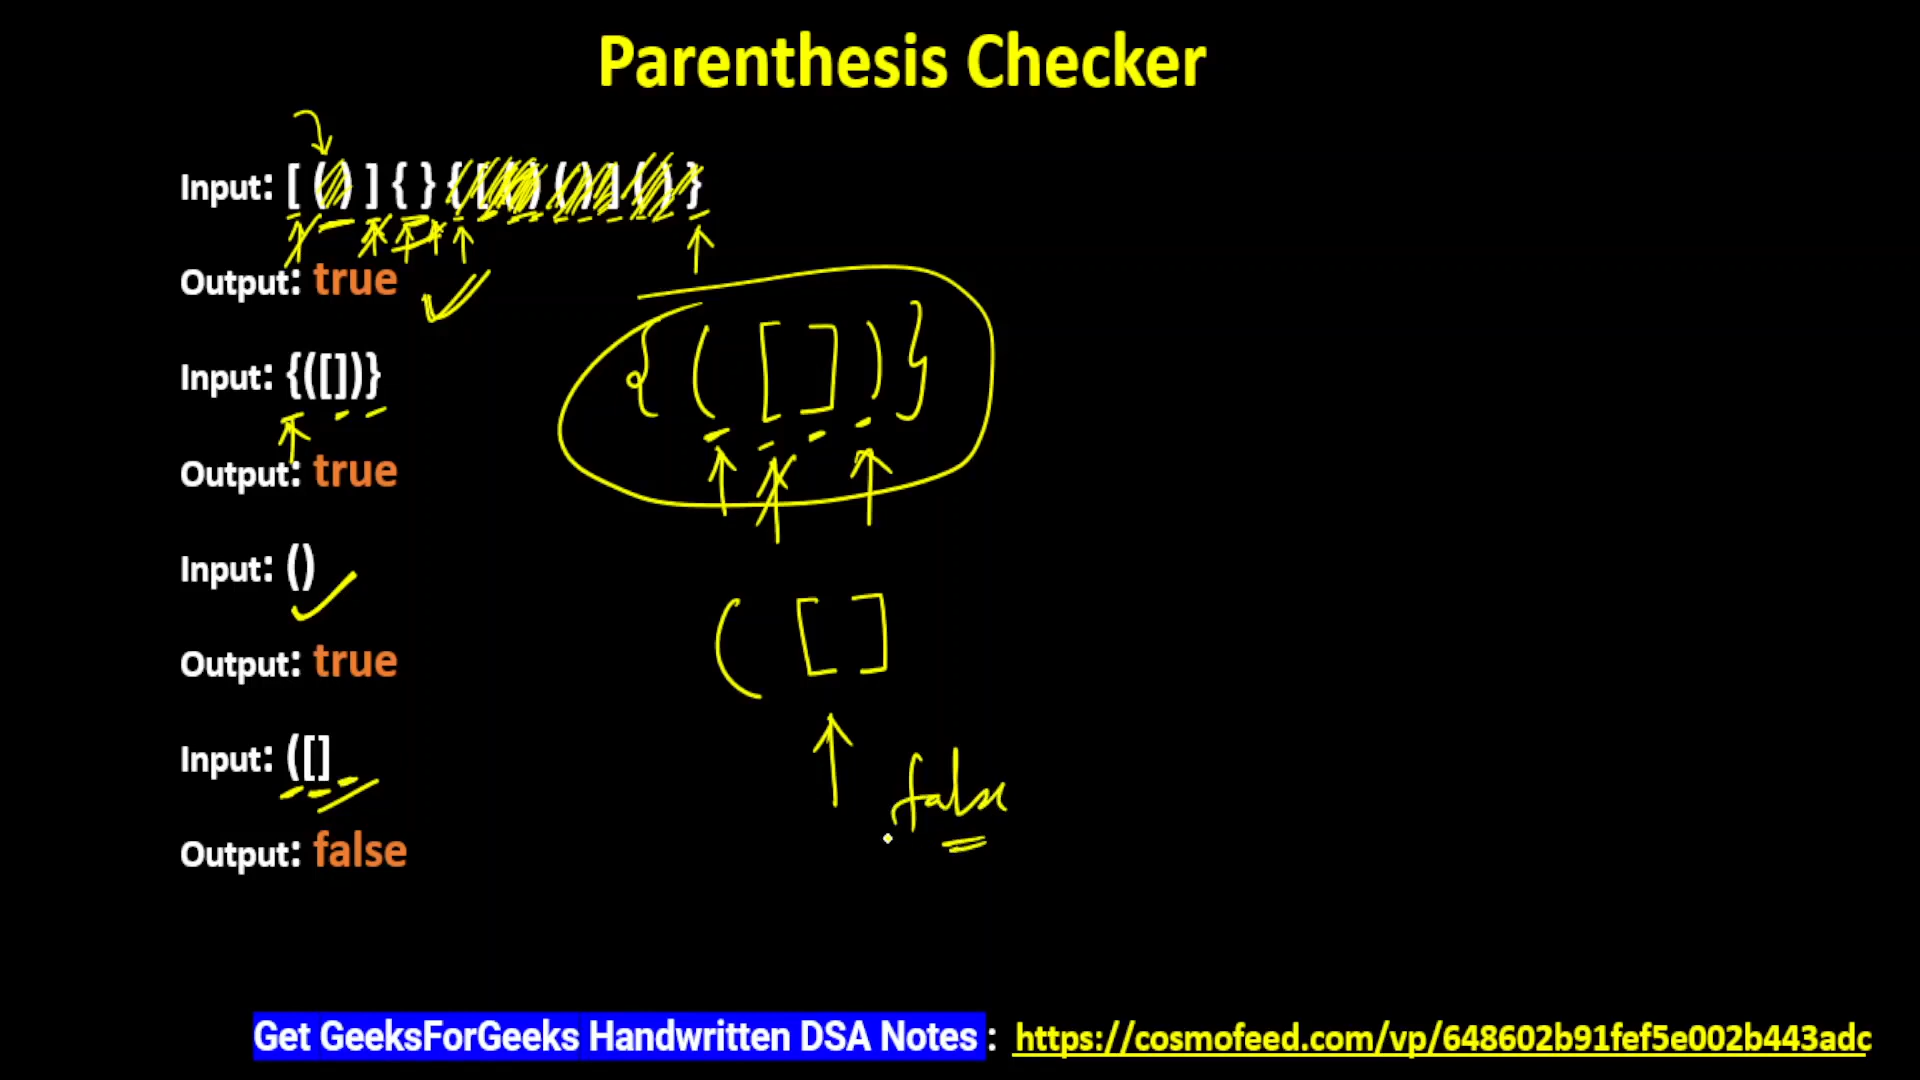 Parenthesis Checker
Input: [ ( ) ] { } { [ ( ) ( ) ] ( ) }
Output: true
Input: {([])}
{ ( [ ] ) }
Output: true
Input: ()
Output: true
( [ ]
Input: ([]
false
Output: false
Get GeeksForGeeks Handwritten DSA Notes : https://cosmofeed.com/vp/648602b91fef5e002b443adc